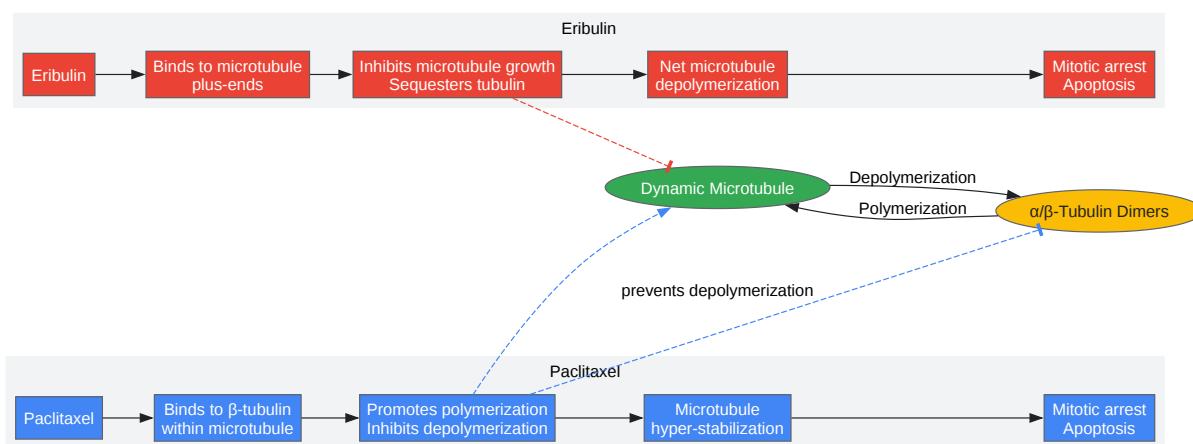 Eribulin
Eribulin
Binds to microtubule
plus-ends
Inhibits microtubule growth
Sequesters tubulin
Net microtubule
depolymerization
Mitotic arrest
Apoptosis
Dynamic Microtubule
Depolymerization
Polymerization
α/β-Tubulin Dimers
prevents depolymerization
Paclitaxel
Paclitaxel
Binds to β-tubulin
within microtubule
Promotes polymerization
Inhibits depolymerization
Microtubule
hyper-stabilization
Mitotic arrest
Apoptosis